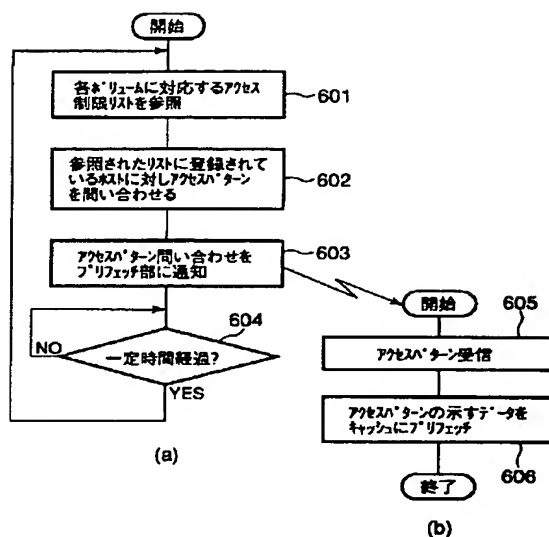 開始
各ボリュームに対応するアクセス
制限リストを参照
601
参照されたリストに登録されて
いるホストに対しアクセスパターン
を問い合わせる
602
アクセスパターン問い合わせを
プリフェッチ部に通知
603
604
一定時間経過?
NO
YES
(a)
開始
605
アクセスパターン受信
アクセスパターンの示すデータを
キャッシュにプリフェッチ
606
終了
(b)